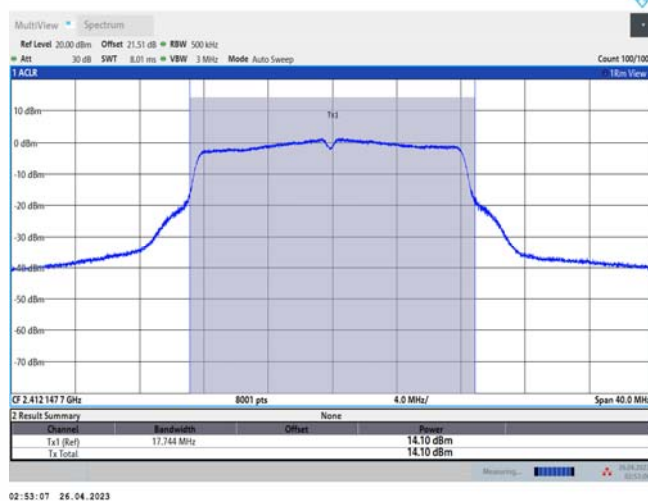 MultiView Spectrum
Ref Level 20.00 dBm Offset 21.51 dB RBW 500 kHz
Att 30 dB SWT 8.01 ms VBW 3 MHz Mode Auto Sweep Count 100/100
1 ACLR 1Rm View
Tx1
10 dBm
0 dBm
-10 dBm
-20 dBm
-30 dBm
-40 dBm
-50 dBm
-60 dBm
-70 dBm
CF 2.412 147 7 GHz 8001 pts 4.0 MHz/ Span 40.0 MHz
2 Result Summary None
Channel Bandwidth Offset Power
Tx1 (Ref) 17.744 MHz 14.10 dBm
Tx Total 14.10 dBm
Measuring... 26.04.2023
02:53:07 26.04.2023